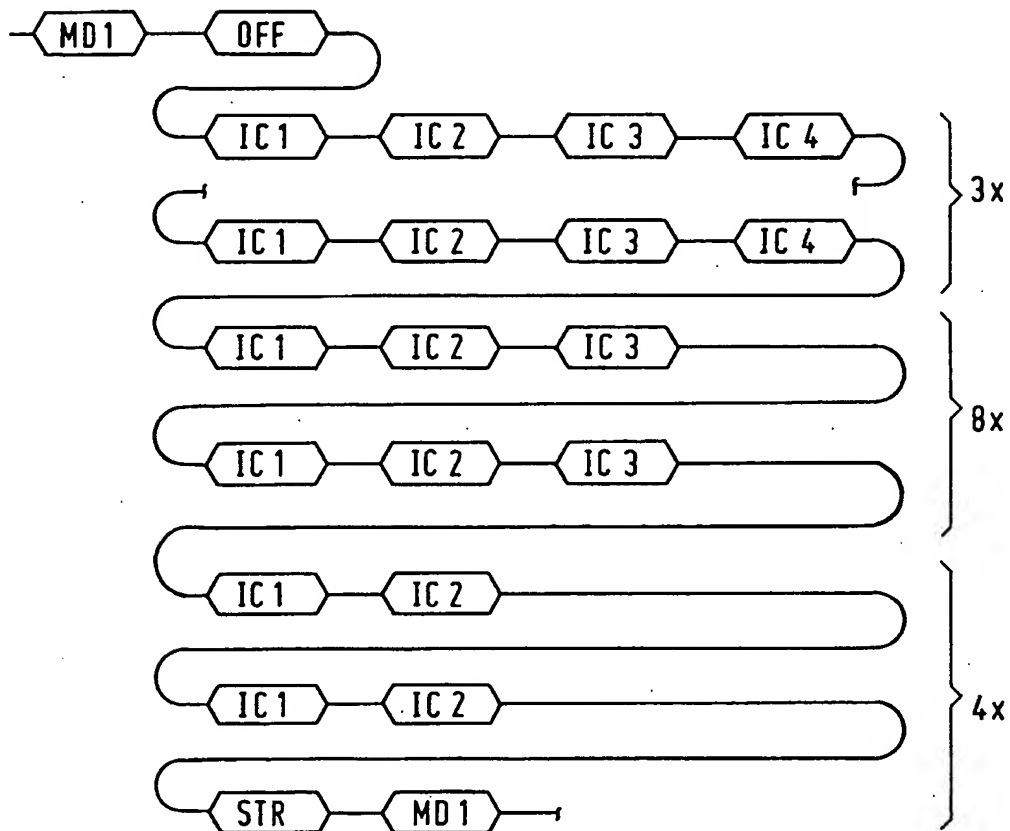 MD1 OFF
IC1 IC2 IC3 IC4
3x
IC1 IC2 IC3 IC4
IC1 IC2 IC3
8x
IC1 IC2 IC3
IC1 IC2
IC1 IC2
4x
STR MD1